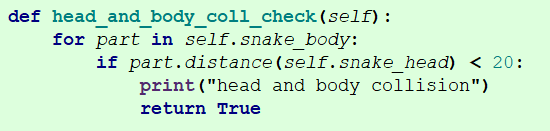 def head_and_body_coll_check(self):
    for part in self.snake_body:
        if part.distance(self.snake_head) < 20:
            print("head and body collision")
            return True